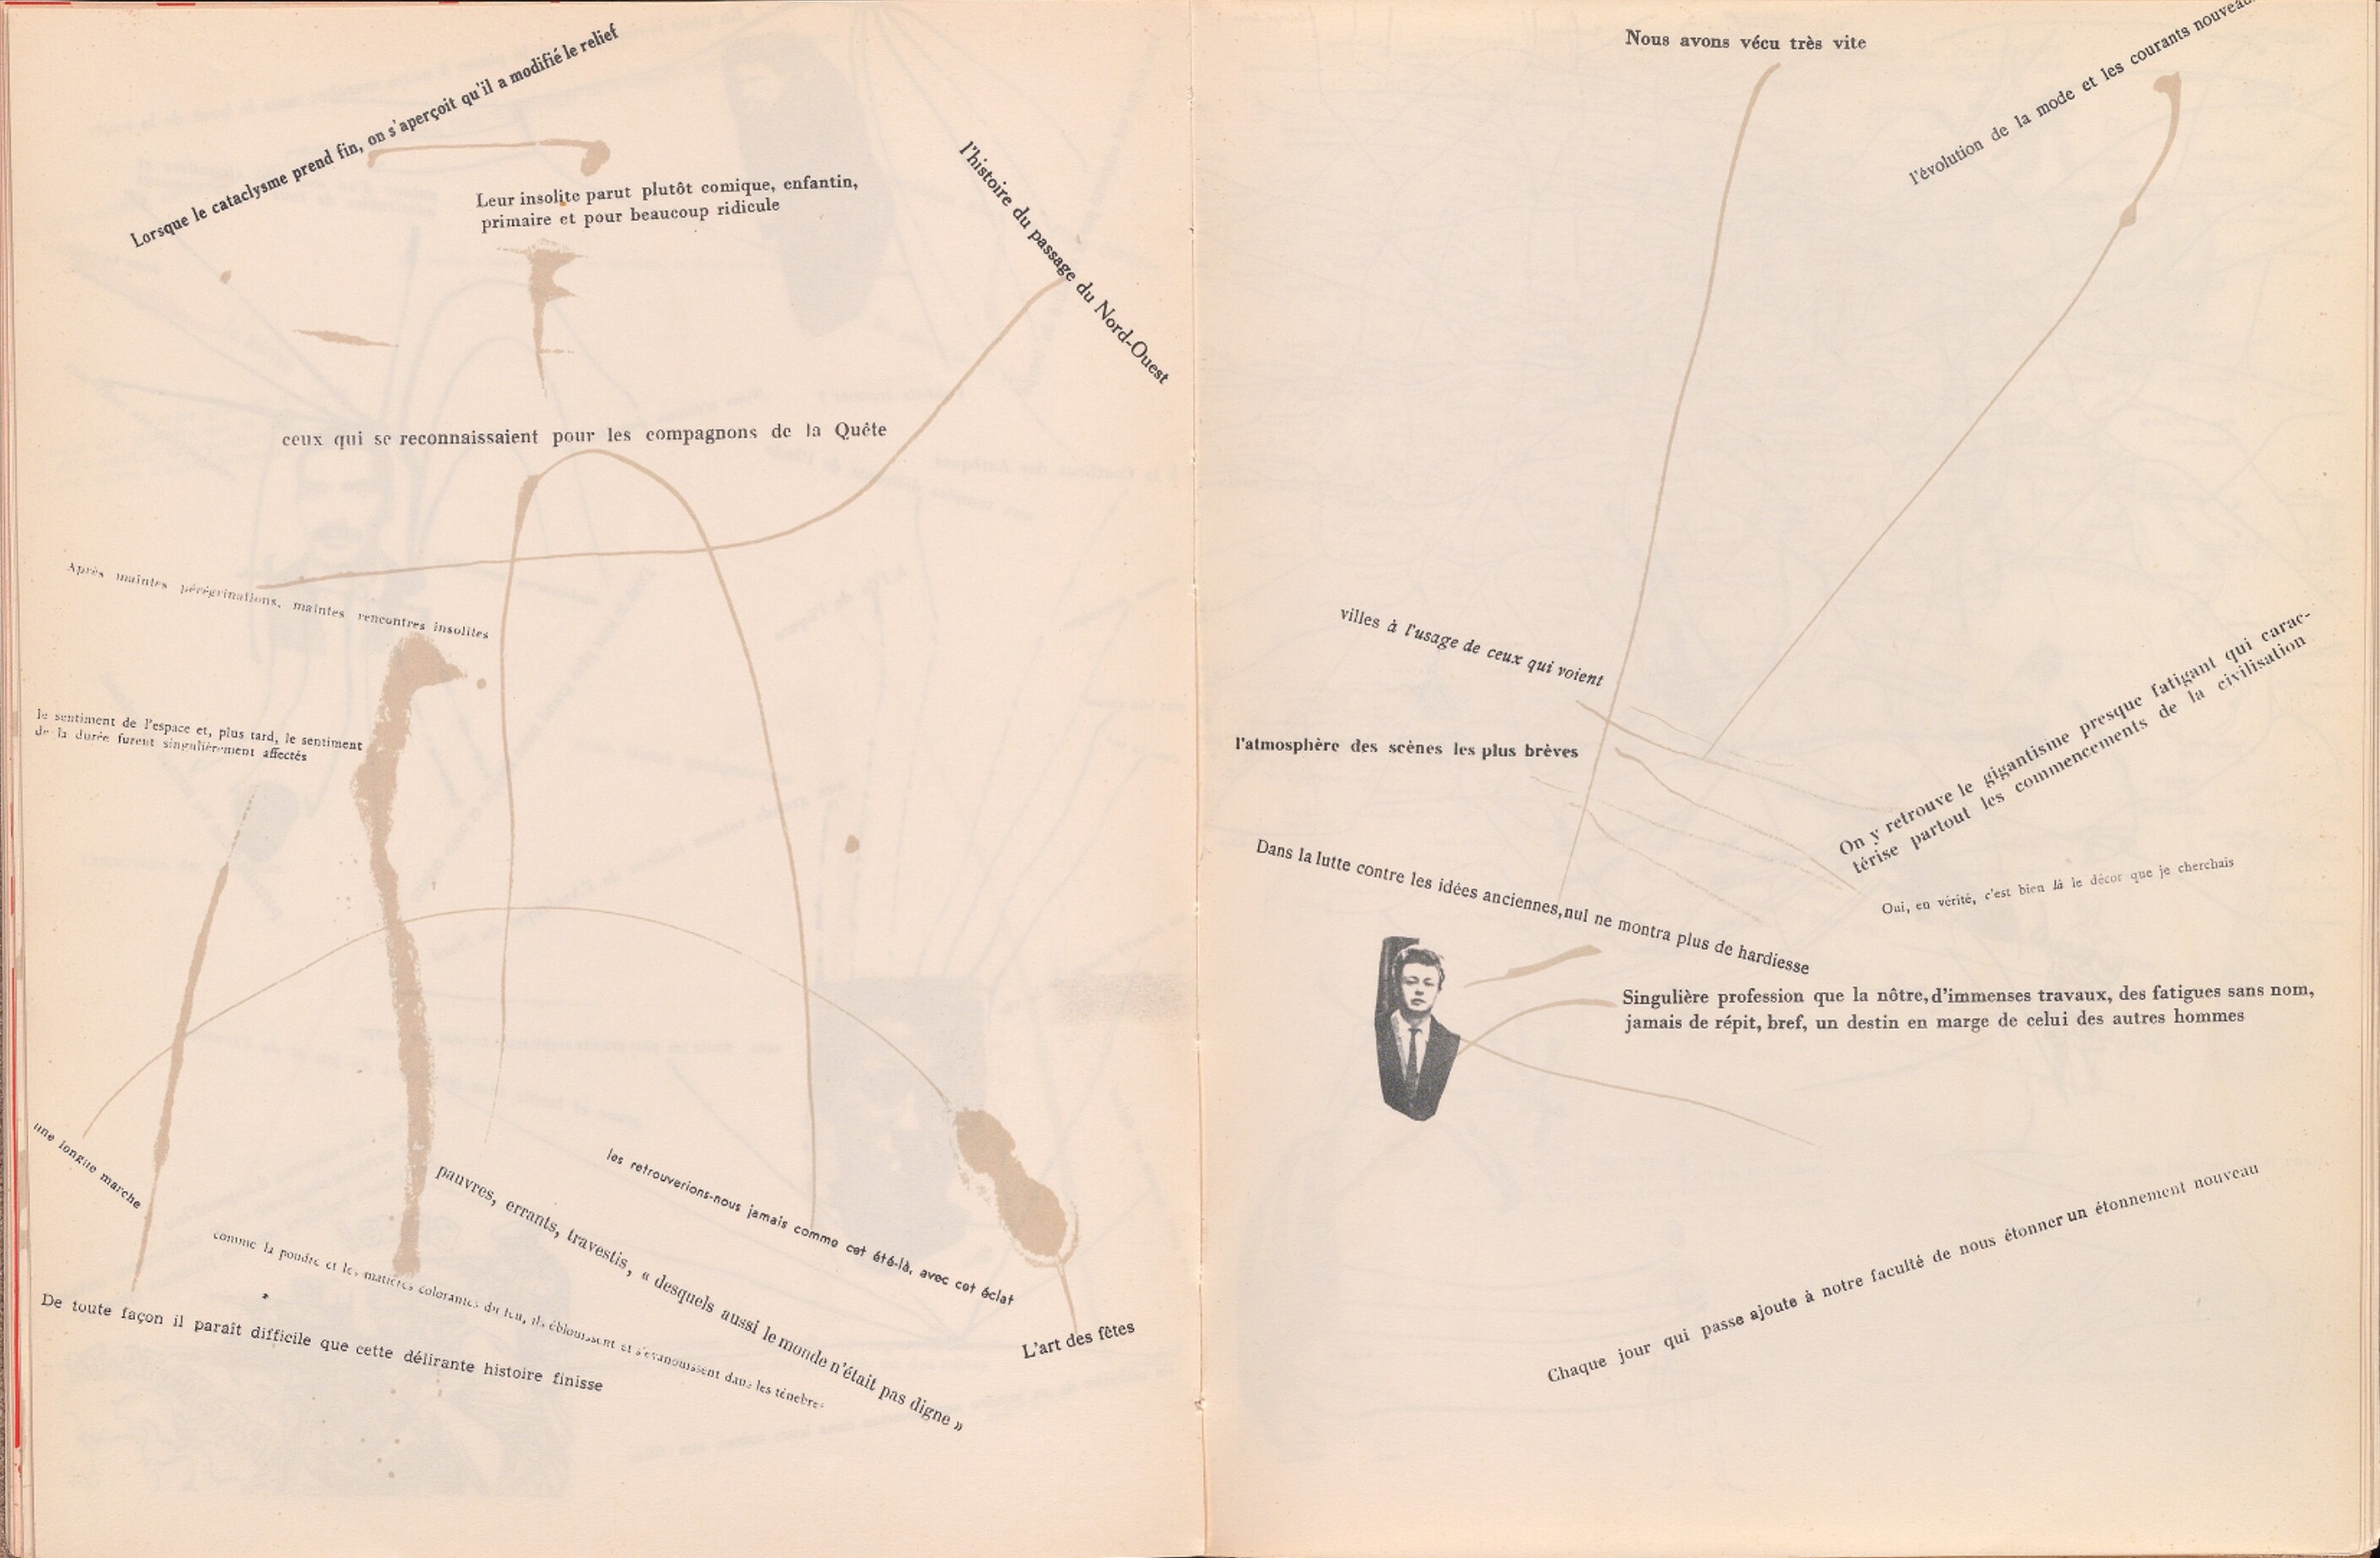 Lorsque le cataclysme prend fin, on s'aperçoit qu'il a modifié le relief
Leur insolite parut plutôt comique, enfantin,
primaire et pour beaucoup ridicule
l'histoire du passage du Nord-Ouest
ceux qui se reconnaissaient pour les compagnons de la Quête
Après maintes pérégrinations, maintes rencontres insolites
le sentiment de l'espace et, plus tard, le sentiment
de la durée furent singulièrement affectés
une longue marche
les retrouverions-nous jamais comme cet été-là, avec cet éclat
pauvres, errants, travestis, « desquels aussi le monde n'était pas digne »
comme la poudre et les matières colorantes du feu, ils éblouissent et s'évanouissent dans les ténèbres
De toute façon il paraît difficile que cette délirante histoire finisse
L'art des fêtes
Nous avons vécu très vite
l'évolution de la mode et les courants nouveau
villes à l'usage de ceux qui voient
l'atmosphère des scènes les plus brèves
On y retrouve le gigantisme presque fatigant qui carac-
térise partout les commencements de la civilisation
Dans la lutte contre les idées anciennes, nul ne montra plus de hardiesse
Oui, en vérité, c'est bien là le décor que je cherchais
Singulière profession que la nôtre, d'immenses travaux, des fatigues sans nom,
jamais de répit, bref, un destin en marge de celui des autres hommes
Chaque jour qui passe ajoute à notre faculté de nous étonner un étonnement nouveau